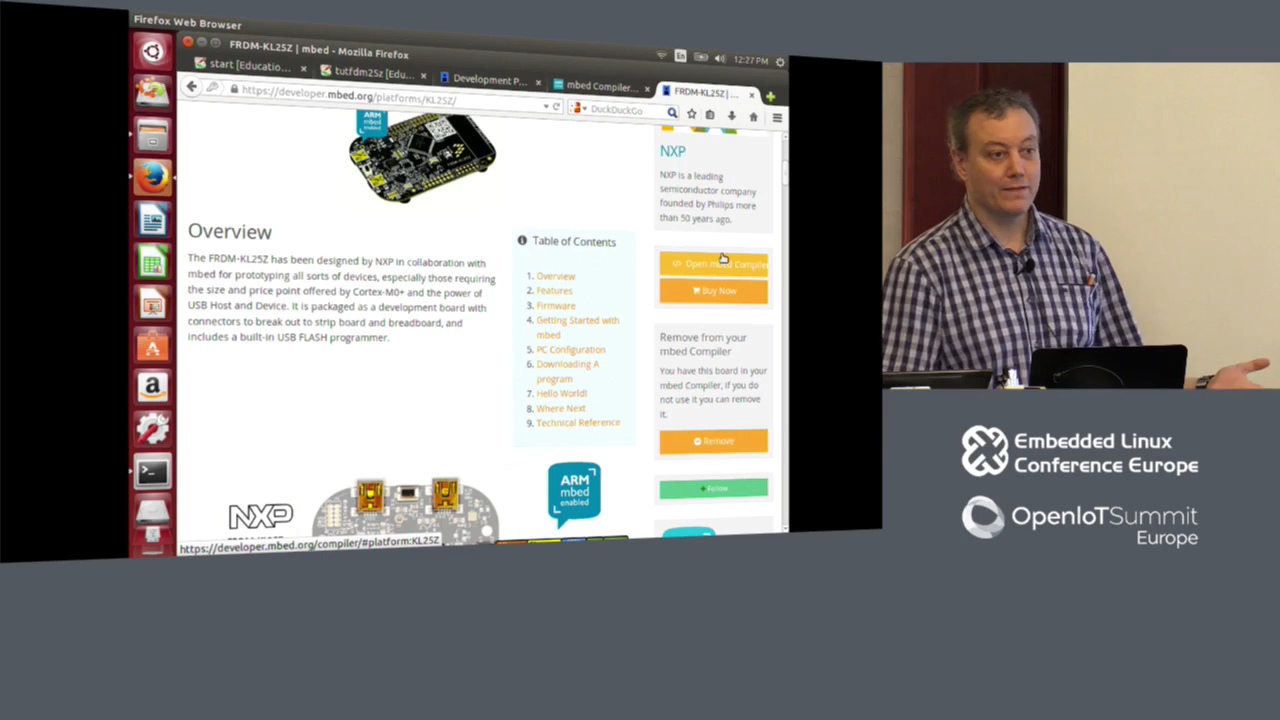 Firefox Web Browser
FRDM-KL25Z | mbed - Mozilla Firefox
En
12:27 PM
start [Educatio...
tutfdm25z [Edu...
Development P...
mbed Compiler...
FRDM-KL25Z | ...
https://developer.mbed.org/platforms/KL25Z/
DuckDuckGo
ARM
mbed
enabled
Overview
The FRDM-KL25Z has been designed by NXP in collaboration with
mbed for prototyping all sorts of devices, especially those requiring
the size and price point offered by Cortex-M0+ and the power of
USB Host and Device. It is packaged as a development board with
connectors to break out to strip board and breadboard, and
includes a built-in USB FLASH programmer.
Table of Contents
1. Overview
2. Features
3. Firmware
4. Getting Started with
mbed
5. PC Configuration
6. Downloading A
program
7. Hello World!
8. Where Next
9. Technical Reference
NXP
NXP is a leading
semiconductor company
founded by Philips more
than 50 years ago.
Open mbed Compiler
Buy Now
Remove from your
mbed Compiler
You have this board in your
mbed Compiler, if you do
not use it you can remove
it.
Remove
+ Follow
NXP
ARM
mbed
enabled
https://developer.mbed.org/compiler/#platform:KL25Z
Embedded Linux
Conference Europe
OpenIoTSummit
Europe